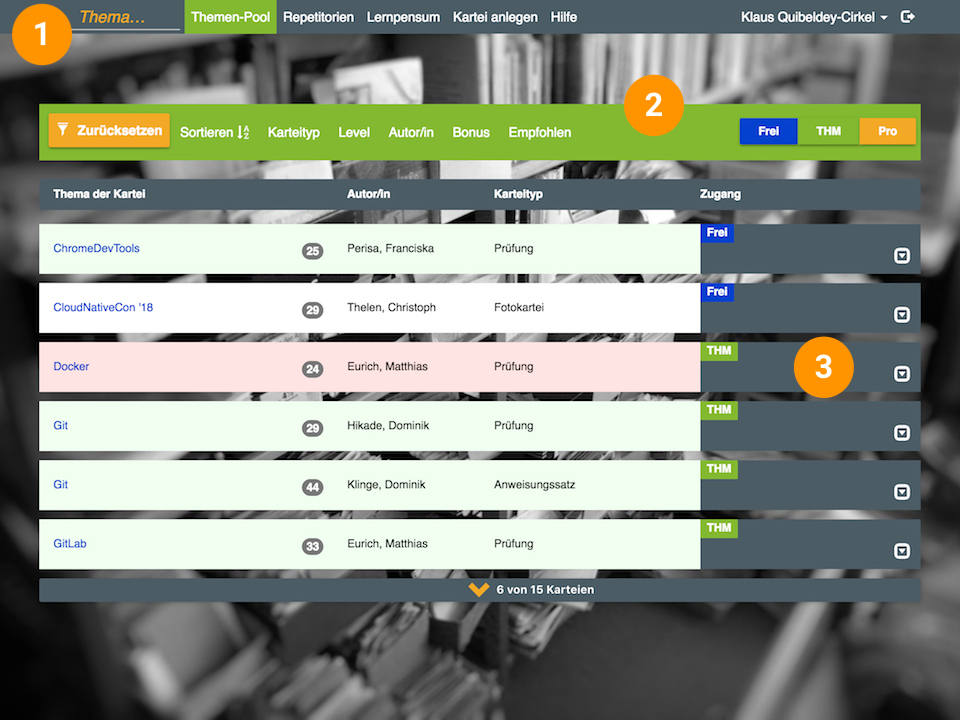 1 Thema... Themen-Pool Repetitorien Lernpensum Kartei anlegen Hilfe Klaus Quibeldey-Cirkel
2
Zurücksetzen Sortieren Karteityp Level Autor/in Bonus Empfohlen Frei THM Pro
Thema der Kartei Autor/in Karteityp Zugang
Frei
ChromeDevTools 25 Perisa, Franciska Prüfung
Frei
CloudNativeCon '18 29 Thelen, Christoph Fotokartei
THM
Docker 24 Eurich, Matthias Prüfung 3
THM
Git 29 Hikade, Dominik Prüfung
THM
Git 44 Klinge, Dominik Anweisungssatz
THM
GitLab 33 Eurich, Matthias Prüfung
6 von 15 Karteien